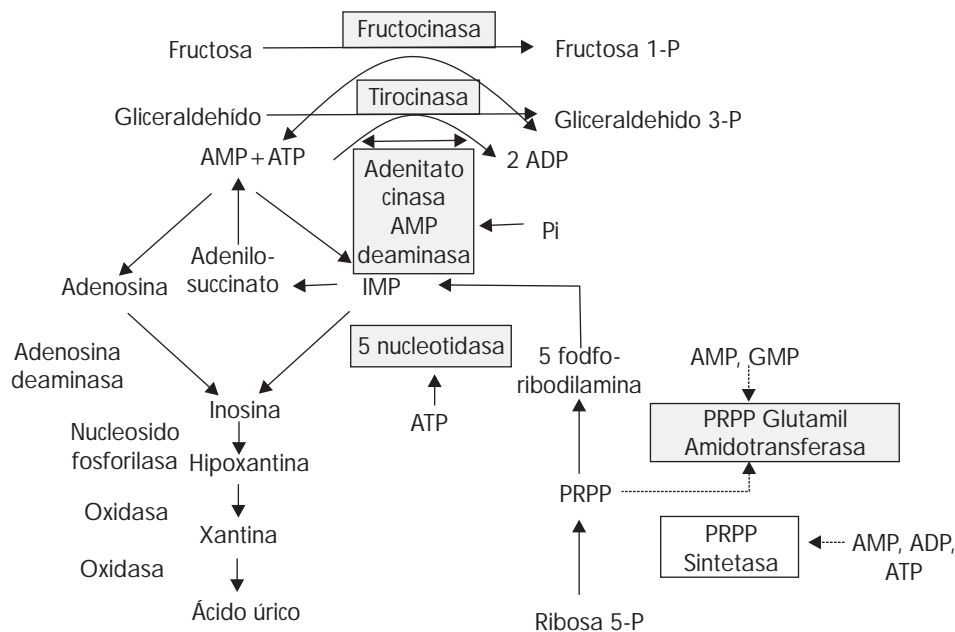 Fructocinasa
Fructosa
Fructosa 1-P
Tirocinasa
Gliceraldehído
Gliceraldehido 3-P
AMP+ATP
2 ADP
Adenitato
cinasa
AMP
deaminasa
Pi
Adenilo-
succinato
Adenosina
IMP
5 nucleotidasa
5 fodfo-
ribodilamina
AMP, GMP
Adenosina
deaminasa
Inosina
ATP
PRPP Glutamil
Amidotransferasa
Nucleosido
fosforilasa
Hipoxantina
PRPP
Oxidasa
Xantina
PRPP
Sintetasa
AMP, ADP,
ATP
Oxidasa
Ácido úrico
Ribosa 5-P